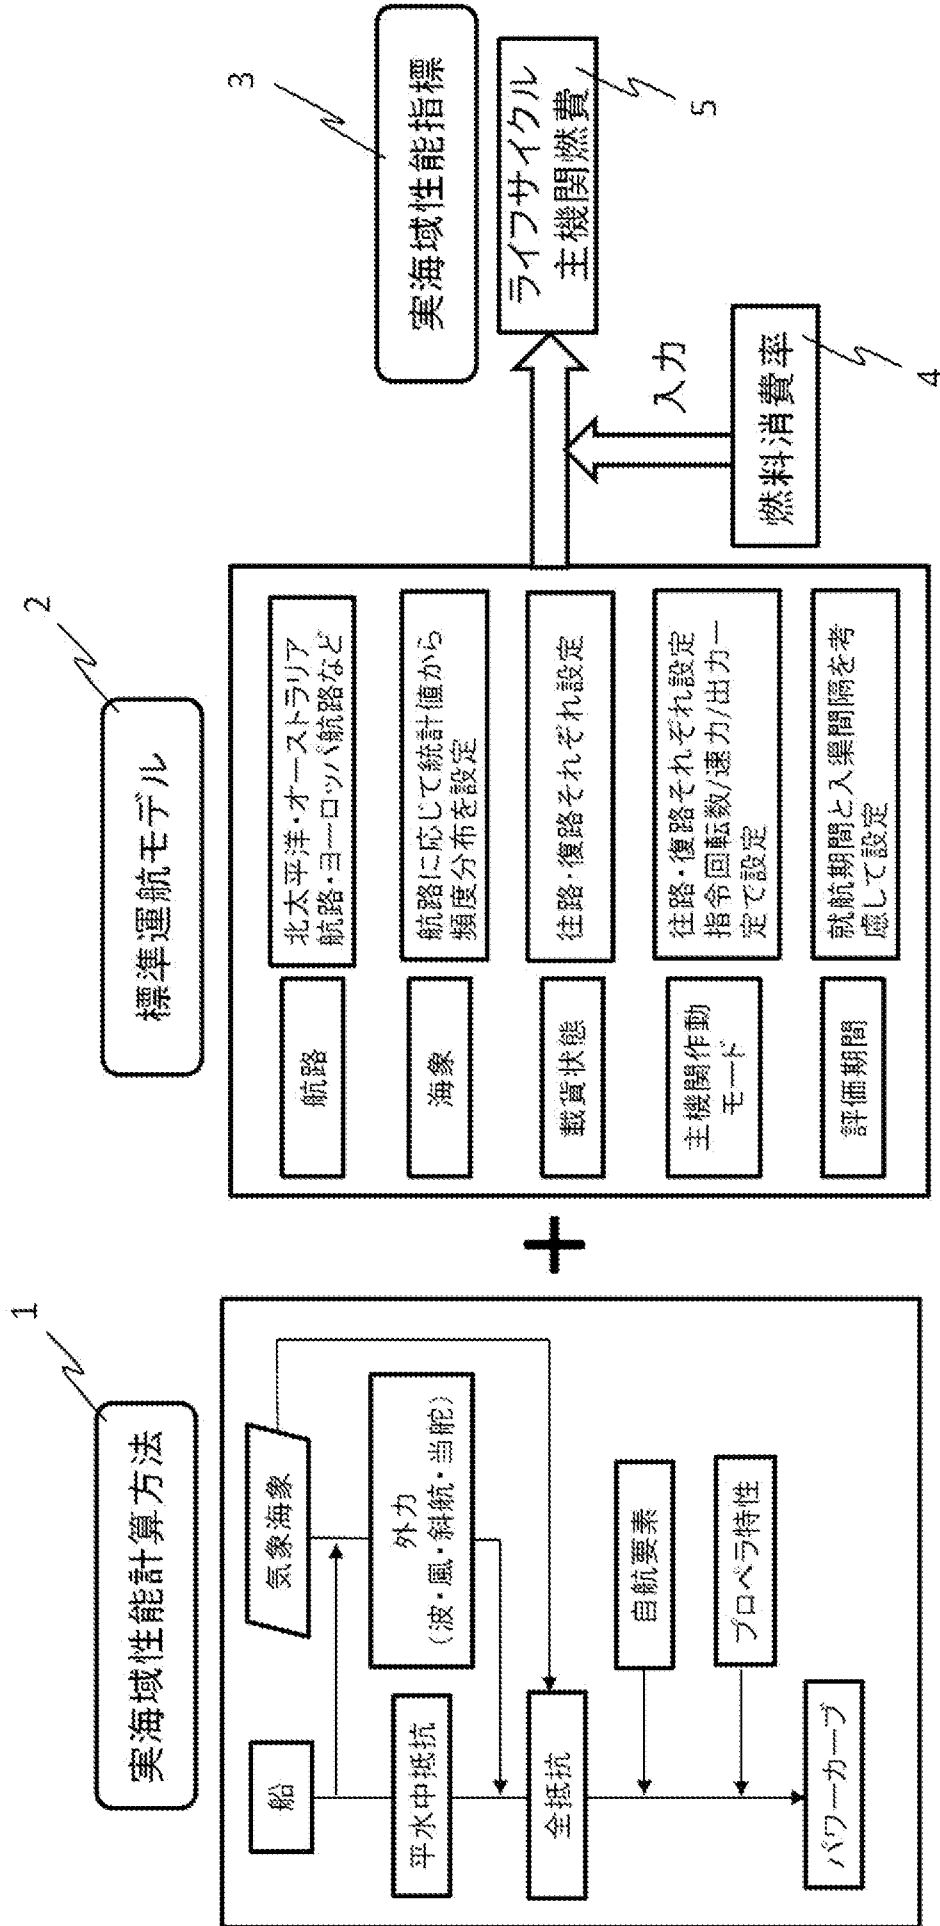 1
実海域性能計算方法
船
気象海象
平水中抵抗
外力
(波・風・斜航・当舵)
全抵抗
自航要素
プロペラ特性
パワーカーブ
+
2
標準運航モデル
航路
北太平洋・オーストラリア
航路・ヨーロッパ航路など
海象
航路に応じて統計値から
頻度分布を設定
載貨状態
往路・復路それぞれ設定
主機関作動
モード
往路・復路それぞれ設定
指令回転数/速力/出力一
定で設定
評価期間
就航期間と入渠間隔を考
慮して設定
3
実海域性能指標
ライフサイクル
主機関燃費
5
入力
燃料消費率
4